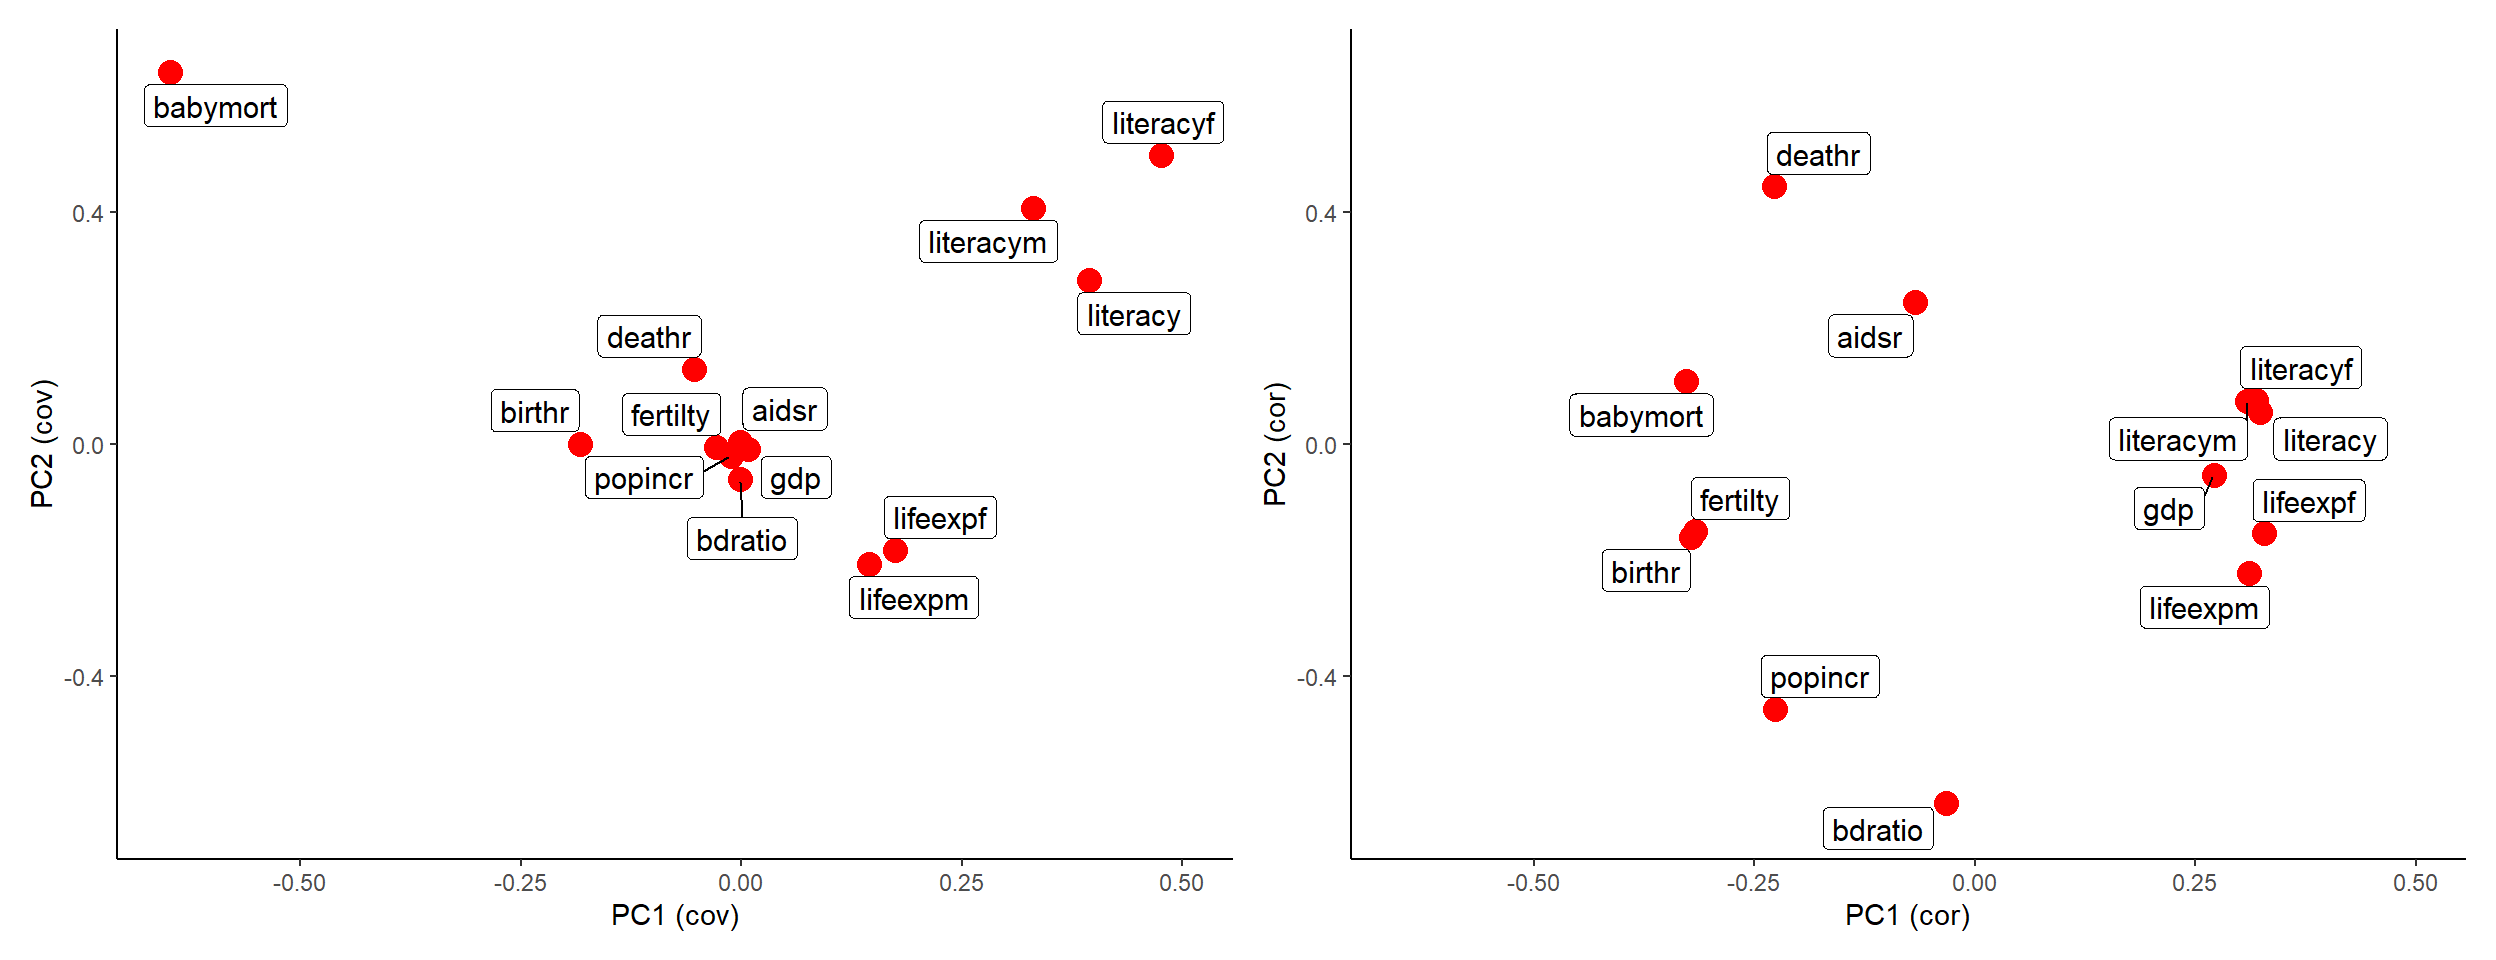 babymort
literacyf
literacym
literacy
deathr
birthr
fertilty
aidsr
popincr
gdp
bdratio
lifeexpf
lifeexpm
0.4
0.0
-0.4
PC2 (cov)
-0.50
-0.25
0.00
0.25
0.50
PC1 (cov)
deathr
aidsr
babymort
literacyf
literacym
literacy
gdp
lifeexpf
fertilty
birthr
lifeexpm
popincr
bdratio
0.4
0.0
-0.4
PC2 (cor)
-0.50
-0.25
0.00
0.25
0.50
PC1 (cor)